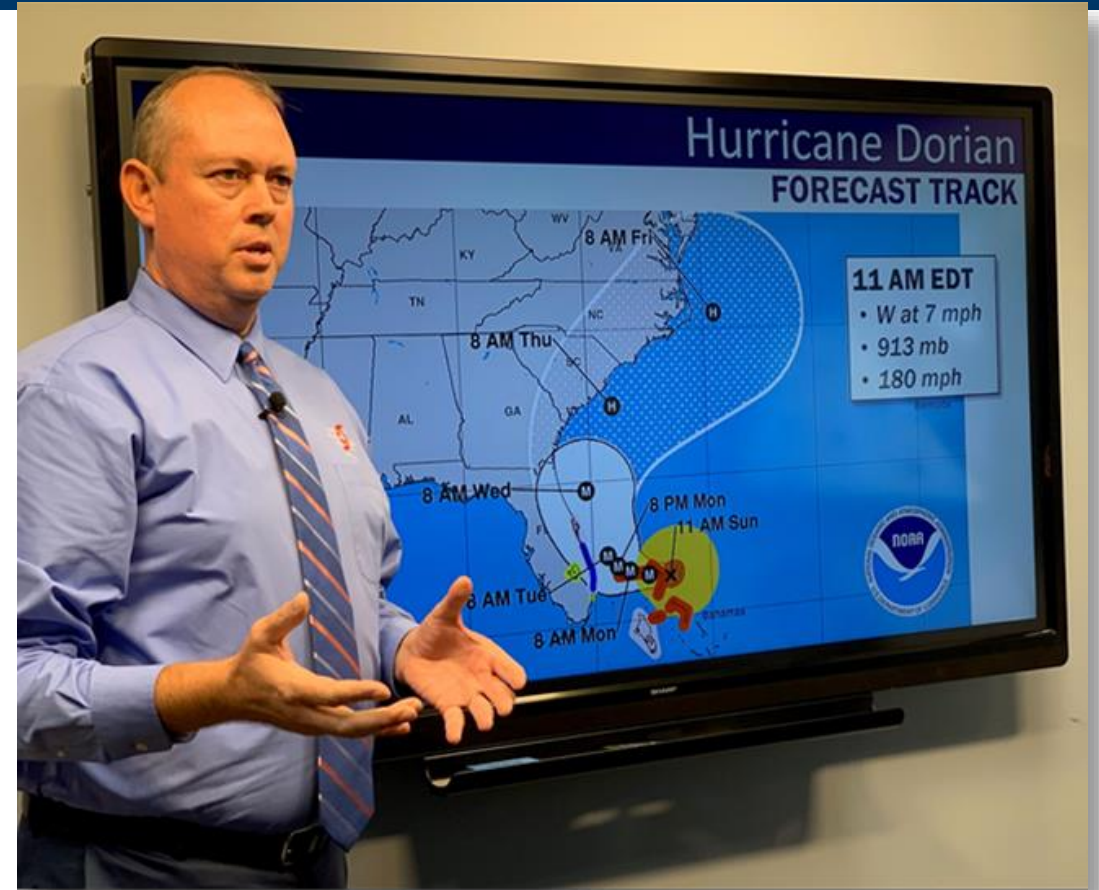 Hurricane Dorian
FORECAST TRACK
WV
8 AM Fri
VA
KY
11 AM EDT
• W at 7 mph
• 913 mb
• 180 mph
TN
NC
8 AM Thu
SC
AL
GA
8 AM Wed
8 PM Mon
11 AM Sun
8 AM Tue
8 AM Mon
Bahamas
H
H
M
M
M
M
M
X
NOAA
SHARP